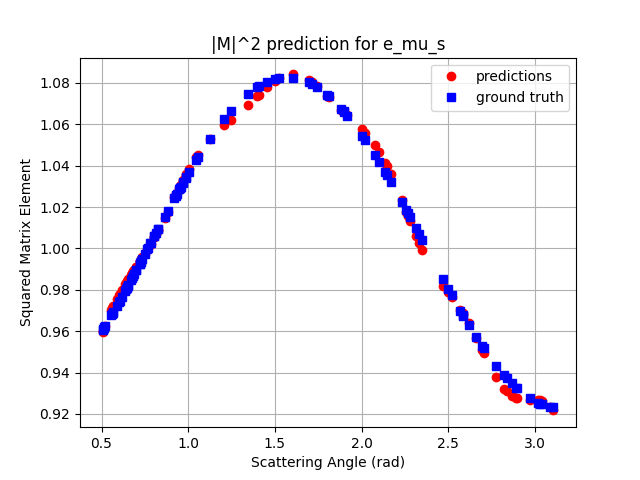 |M|^2 prediction for e_mu_s
predictions
ground truth
Squared Matrix Element
1.08
1.06
1.04
1.02
1.00
0.98
0.96
0.94
0.92
0.5 1.0 1.5 2.0 2.5 3.0
Scattering Angle (rad)